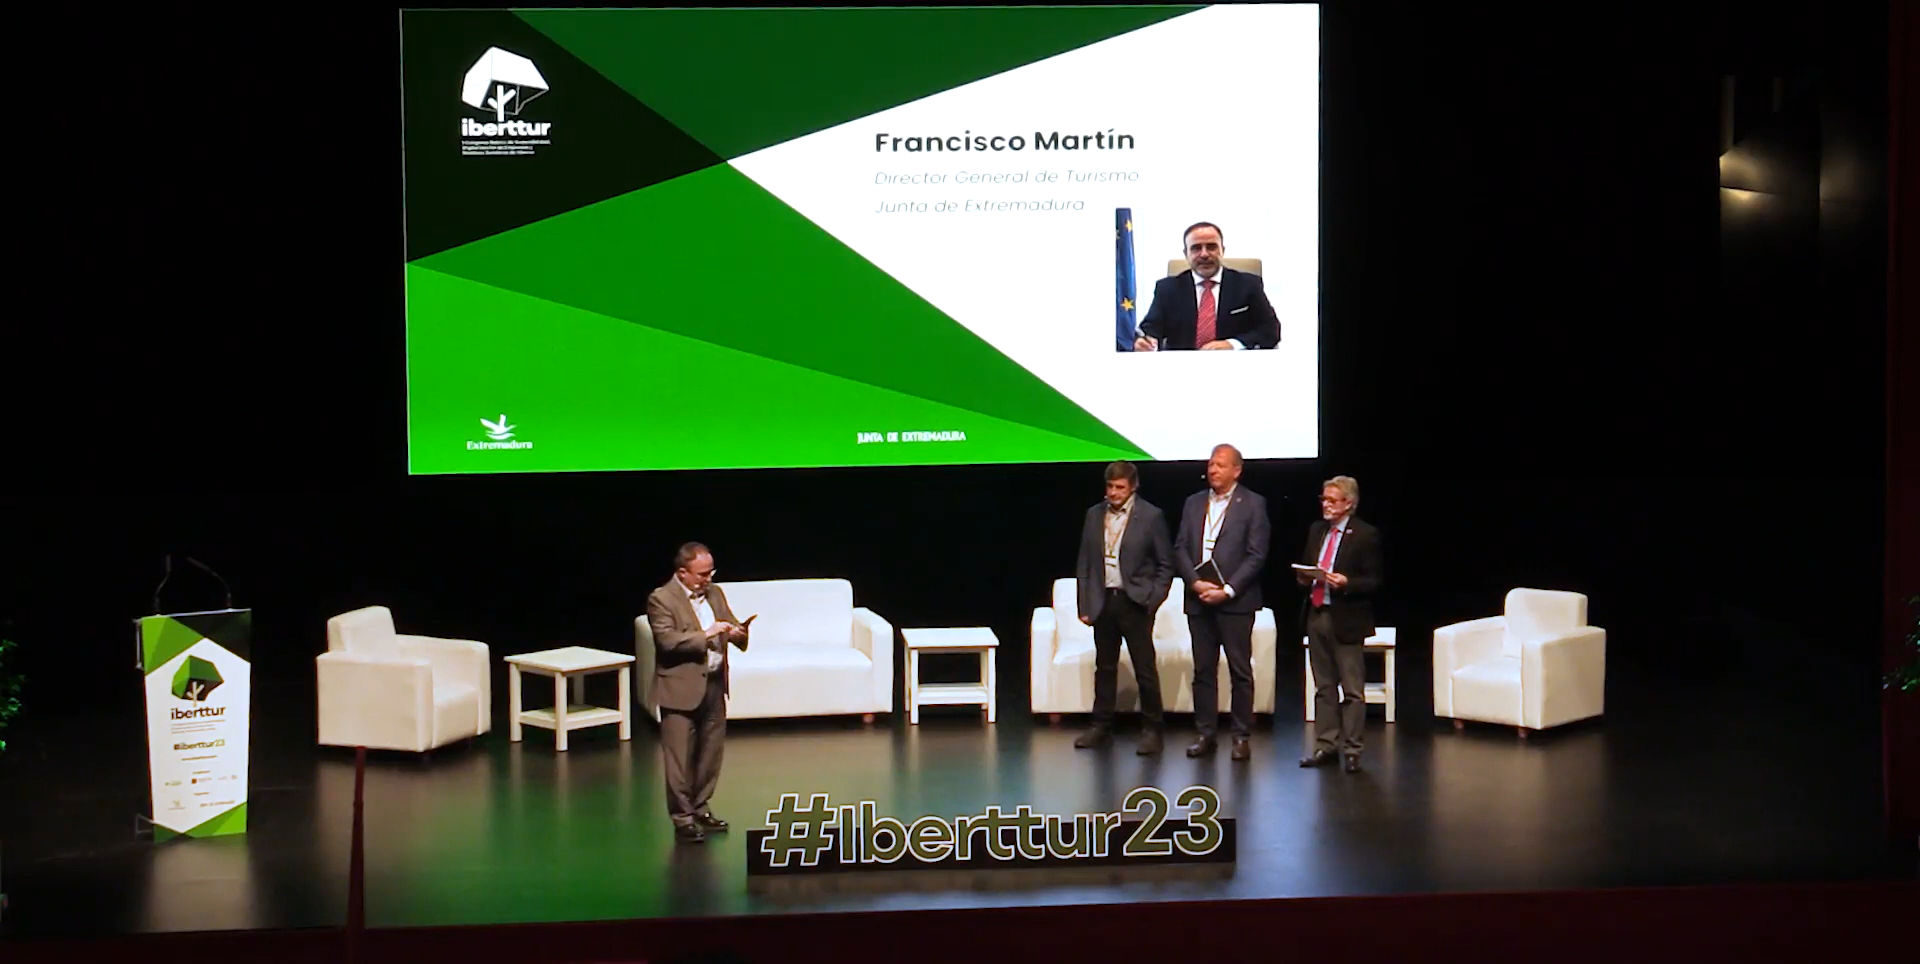 iberttur
Francisco Martín
Director General de Turismo
Junta de Extremadura
Extremadura
JUNTA DE EXTREMADURA
iberttur
#iberttur23
#Iberttur23